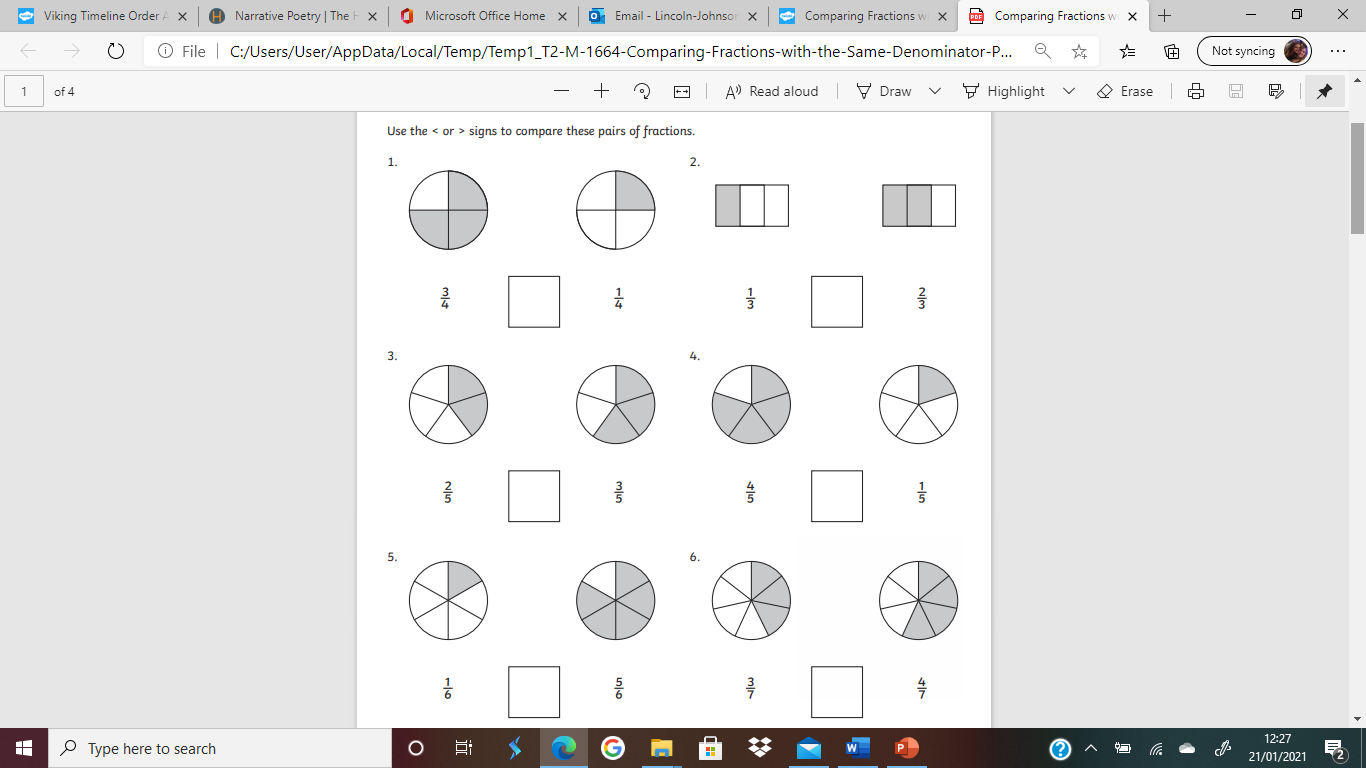 Viking Timeline Order A
Narrative Poetry | The H
Microsoft Office Home
Email - Lincoln-Johnson
Comparing Fractions wi
Comparing Fractions w
PDF
File
C:/Users/User/AppData/Local/Temp/Temp1_T2-M-1664-Comparing-Fractions-with-the-Same-Denominator-P...
Not syncing
1 of 4
Read aloud
Draw
Highlight
Erase
Use the < or > signs to compare these pairs of fractions.
1. 2.
3/4 1/4 1/3 2/3
3. 4.
2/5 3/5 4/5 1/5
5. 6.
1/6 5/6 3/7 4/7
Type here to search
12:27
21/01/2021
2